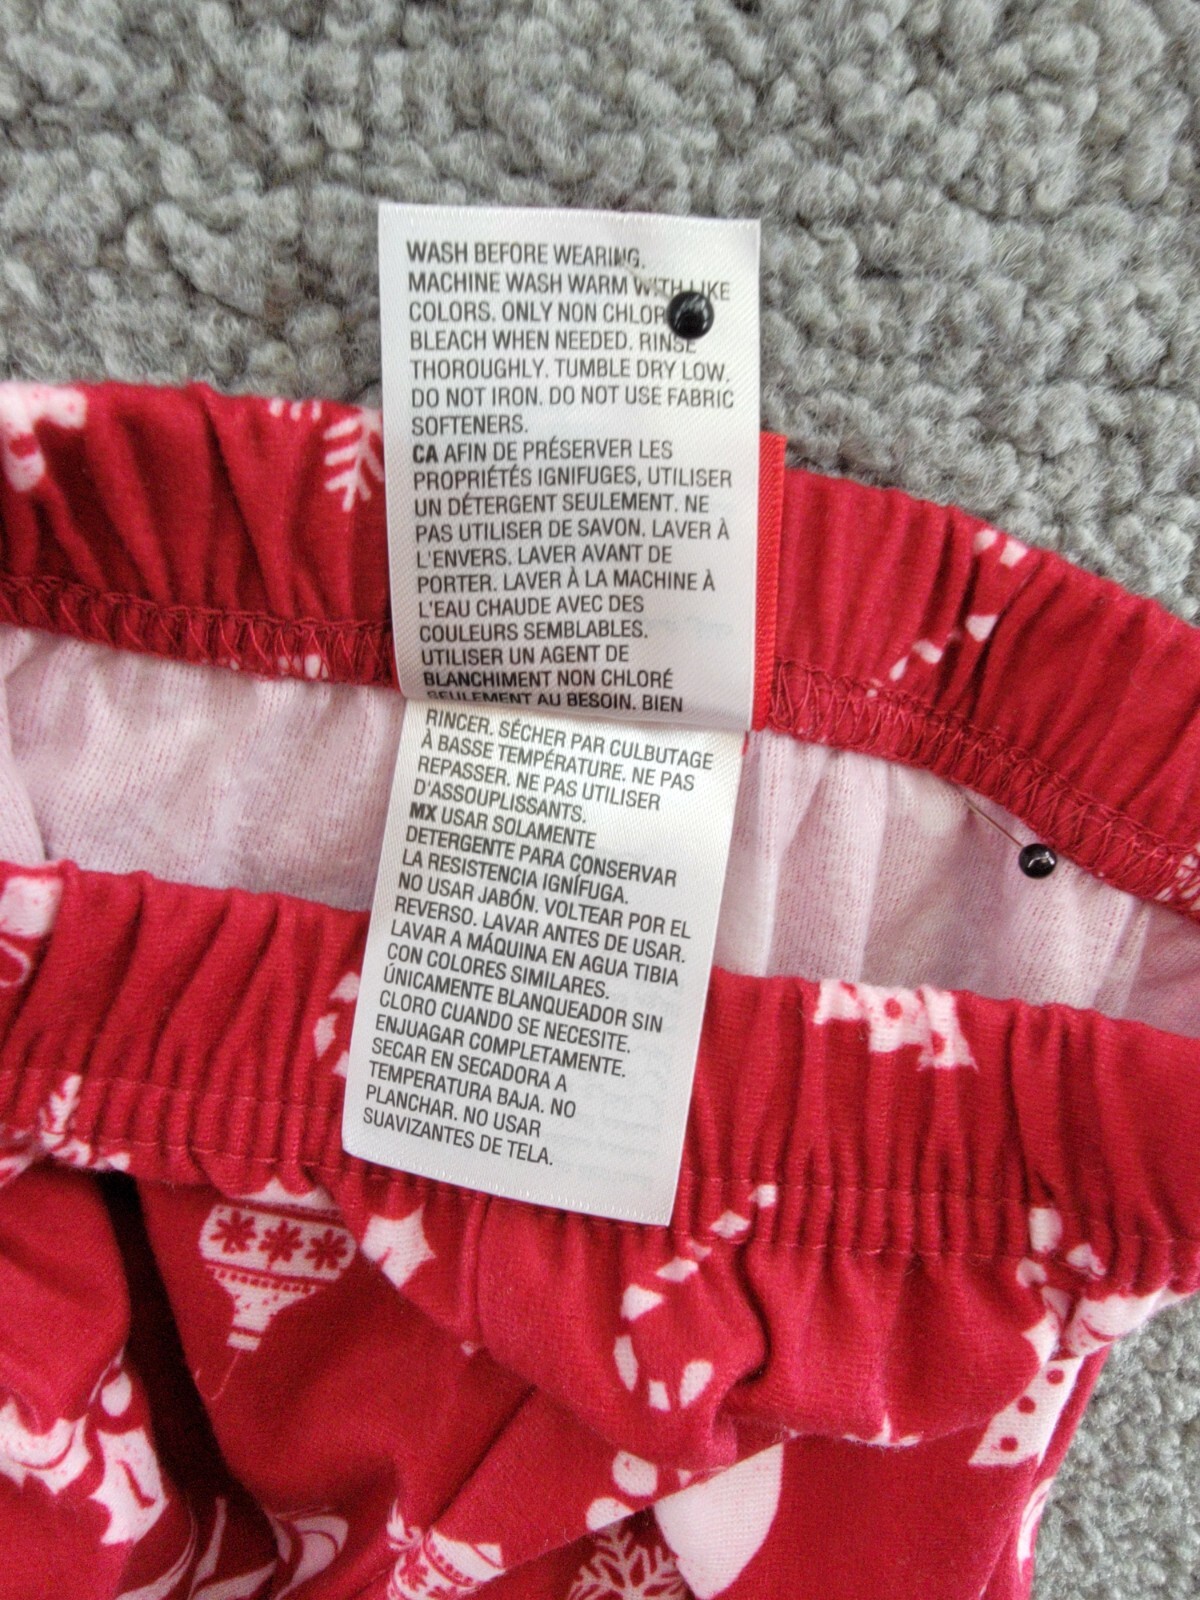 WASH BEFORE WEARING.
MACHINE WASH WARM WITH LIKE
COLORS. ONLY NON
BLEACH WHEN NEEDED. RINSE
THOROUGHLY. TUMBLE DRY LOW.
DO NOT IRON. DO NOT USE FABRIC
SOFTENERS.
CA AFIN DE PRÉSERVER LES
PROPRIÉTÉS IGNIFUGES, UTILISER
UN DÉTERGENT SEULEMENT. NE
PAS UTILISER DE SAVON. LAVER À
L'ENVERS. LAVER AVANT DE
PORTER. LAVER À LA MACHINE À
L'EAU CHAUDE AVEC DES
COULEURS SEMBLABLES.
UTILISER UN AGENT DE
BLANCHIMENT NON CHLORÉ
SEULEMENT AU BESOIN. BIEN
RINCER. SÉCHER PAR CULBUTAGE
À BASSE TEMPÉRATURE. NE PAS
REPASSER. NE PAS UTILISER
D'ASSOUPLISSANTS.
MX USAR SOLAMENTE
DETERGENTE PARA CONSERVAR
LA RESISTENCIA IGNÍFUGA.
NO USAR JABÓN. VOLTEAR POR EL
REVERSO. LAVAR ANTES DE USAR.
LAVAR A MÁQUINA EN AGUA TIBIA
CON COLORES SIMILARES.
ÚNICAMENTE BLANQUEADOR SIN
CLORO CUANDO SE NECESITE.
ENJUAGAR COMPLETAMENTE.
SECAR EN SECADORA A
TEMPERATURA BAJA. NO
PLANCHAR. NO USAR
SUAVIZANTES DE TELA.